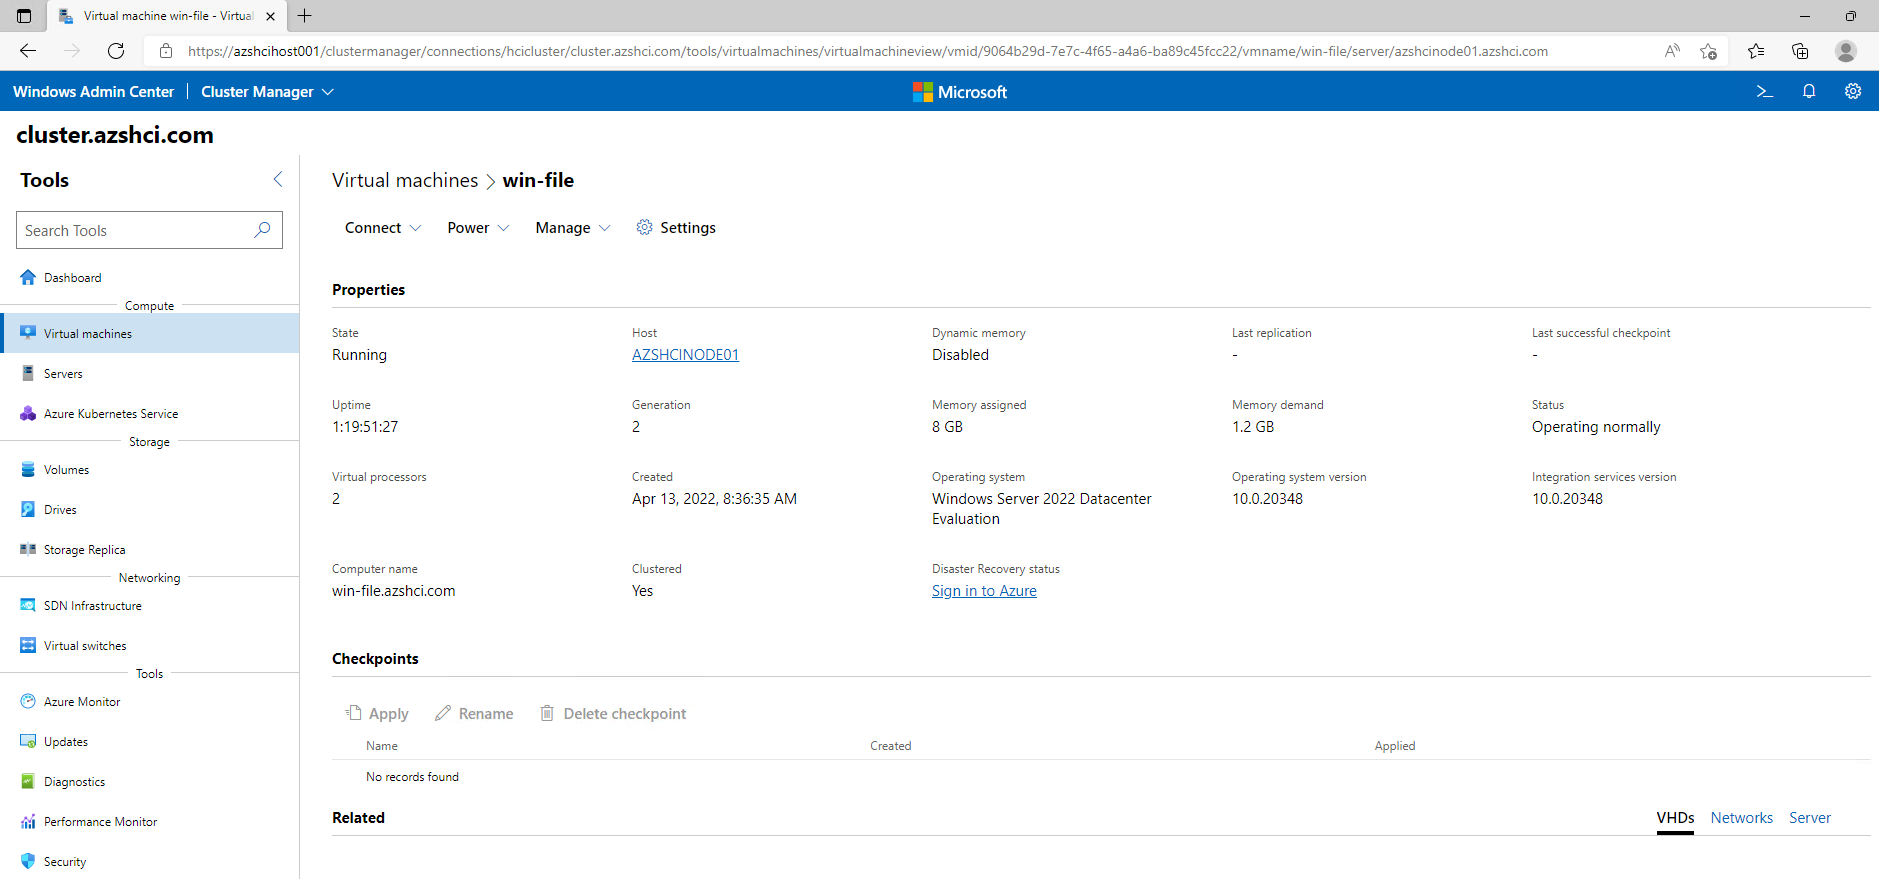 Virtual machine win-file - Virtual
https://azshcihost001/clustermanager/connections/hcicluster/cluster.azshci.com/tools/virtualmachines/virtualmachineview/vmid/9064b29d-7e7c-4f65-a4a6-ba89c45fcc22/vmname/win-file/server/azshcinode01.azshci.com
Windows Admin Center | Cluster Manager Microsoft
cluster.azshci.com
Tools
Search Tools
Dashboard
Compute
Virtual machines
Servers
Azure Kubernetes Service
Storage
Volumes
Drives
Storage Replica
Networking
SDN Infrastructure
Virtual switches
Tools
Azure Monitor
Updates
Diagnostics
Performance Monitor
Security
Virtual machines > win-file
Connect Power Manage Settings
Properties
State Host Dynamic memory Last replication Last successful checkpoint
Running AZSHCINODE01 Disabled - -
Uptime Generation Memory assigned Memory demand Status
1:19:51:27 2 8 GB 1.2 GB Operating normally
Virtual processors Created Operating system Operating system version Integration services version
2 Apr 13, 2022, 8:36:35 AM Windows Server 2022 Datacenter 10.0.20348 10.0.20348
Evaluation
Computer name Clustered Disaster Recovery status
win-file.azshci.com Yes Sign in to Azure
Checkpoints
Apply Rename Delete checkpoint
Name Created Applied
No records found
Related VHDs Networks Server